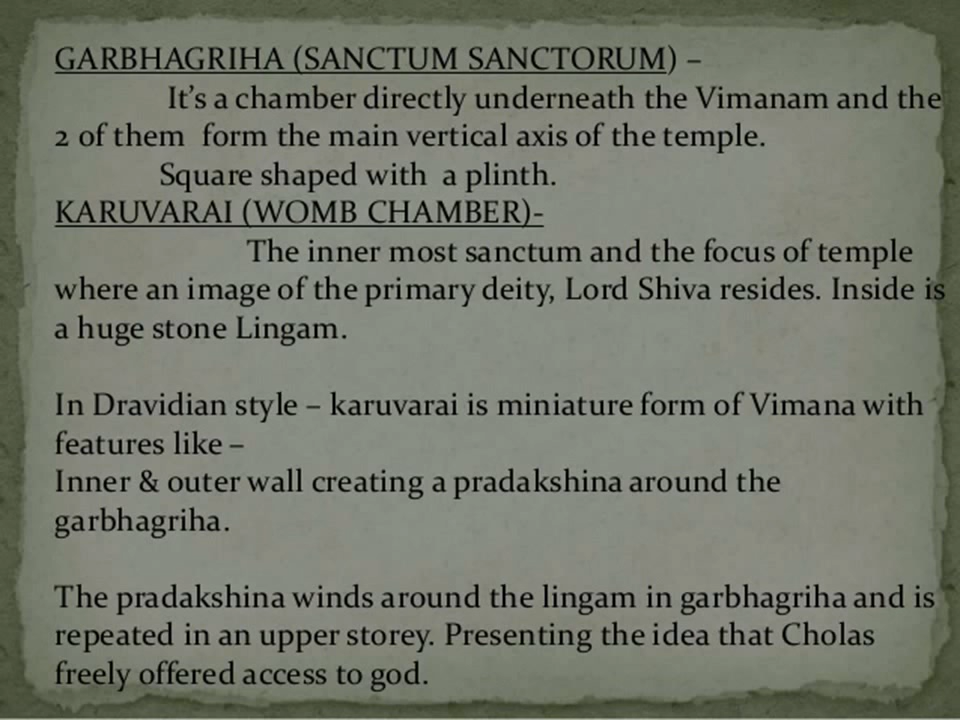 GARBHAGRIHA (SANCTUM SANCTORUM) –
It’s a chamber directly underneath the Vimanam and the
2 of them form the main vertical axis of the temple.
Square shaped with a plinth.
KARUVARAI (WOMB CHAMBER)-
The inner most sanctum and the focus of temple
where an image of the primary deity, Lord Shiva resides. Inside is
a huge stone Lingam.
In Dravidian style – karuvarai is miniature form of Vimana with
features like –
Inner & outer wall creating a pradakshina around the
garbhagriha.
The pradakshina winds around the lingam in garbhagriha and is
repeated in an upper storey. Presenting the idea that Cholas
freely offered access to god.